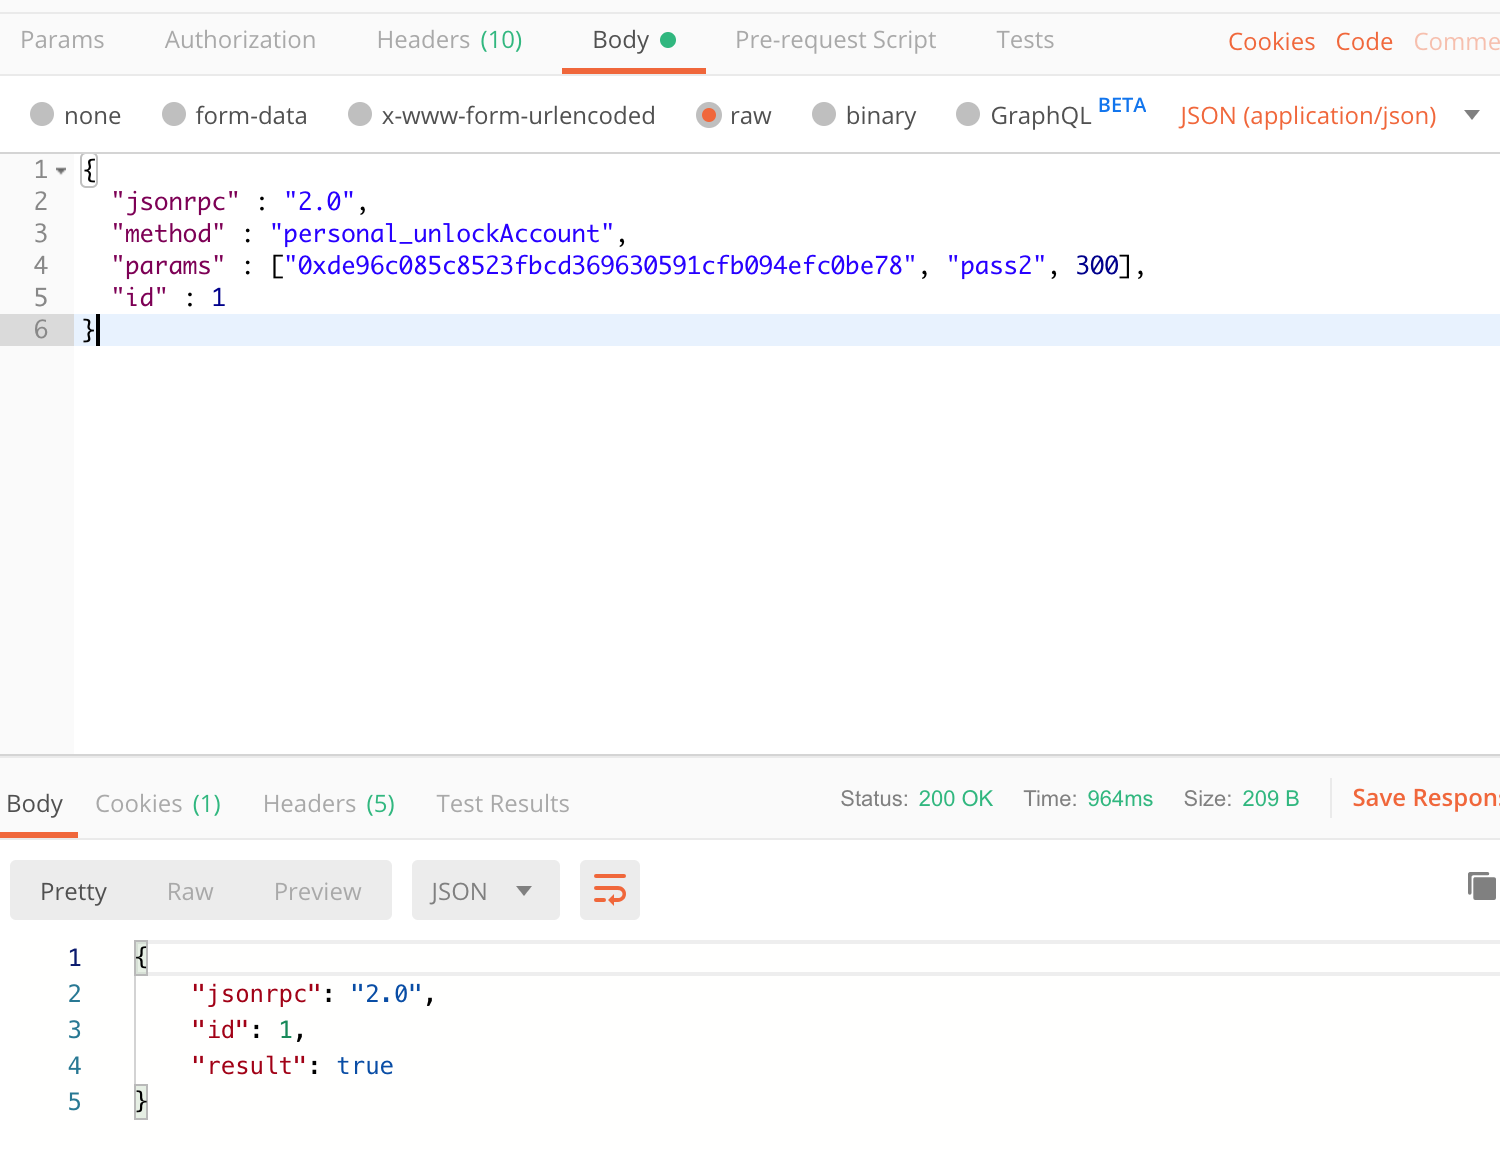 Params Authorization Headers (10) Body Pre-request Script Tests Cookies Code Comme
none form-data x-www-form-urlencoded raw binary GraphQL BETA JSON (application/json)
1 {
2 "jsonrpc" : "2.0",
3 "method" : "personal_unlockAccount",
4 "params" : ["0xde96c085c8523fbcd369630591cfb094efc0be78", "pass2", 300],
5 "id" : 1
6 }
Body Cookies (1) Headers (5) Test Results Status: 200 OK Time: 964ms Size: 209 B Save Respons
Pretty Raw Preview JSON
1 {
2 "jsonrpc": "2.0",
3 "id": 1,
4 "result": true
5 }